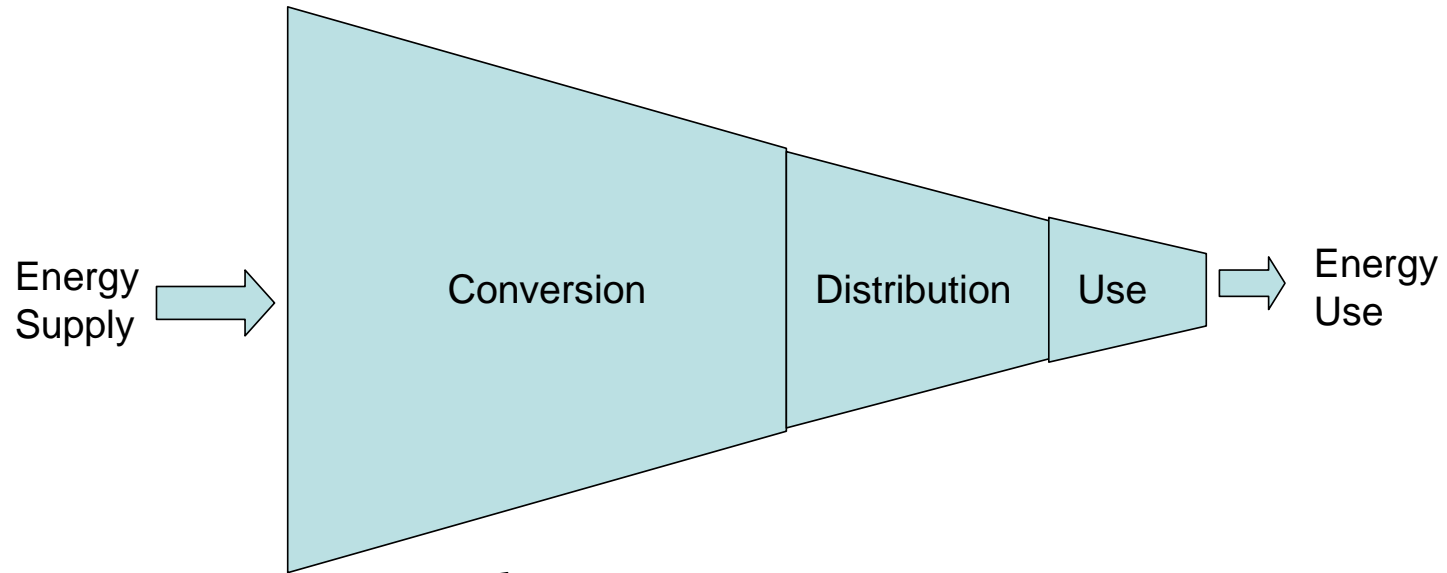 Energy
Supply
Conversion
Distribution
Use
Energy
Use